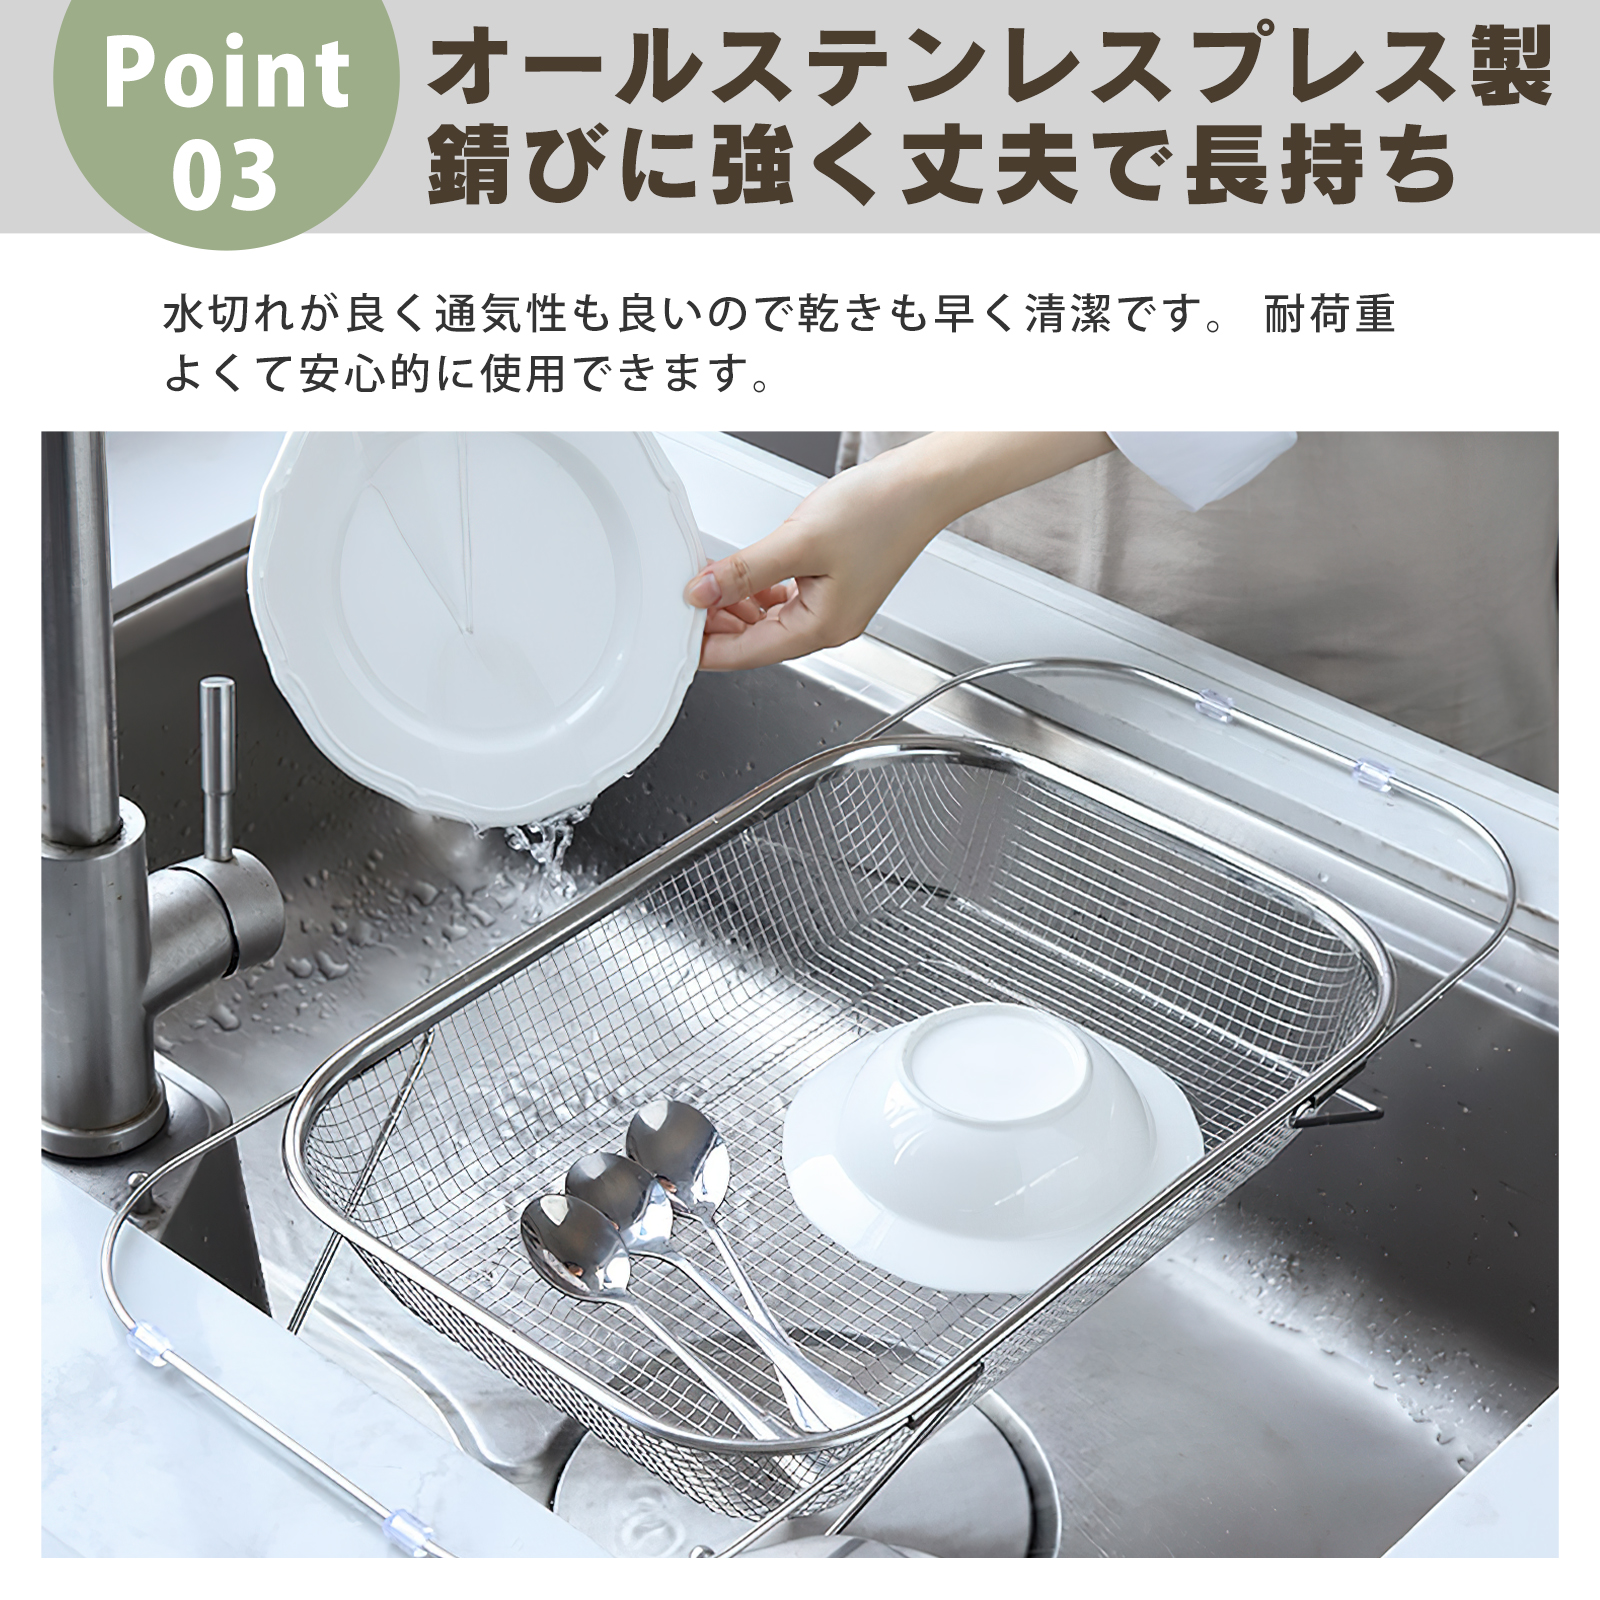 Point
03
オールステンレスプレス製
錆びに強く丈夫で長持ち
水切れが良く通気性も良いので乾きも早く清潔です。 耐荷重
よくて安心的に使用できます。